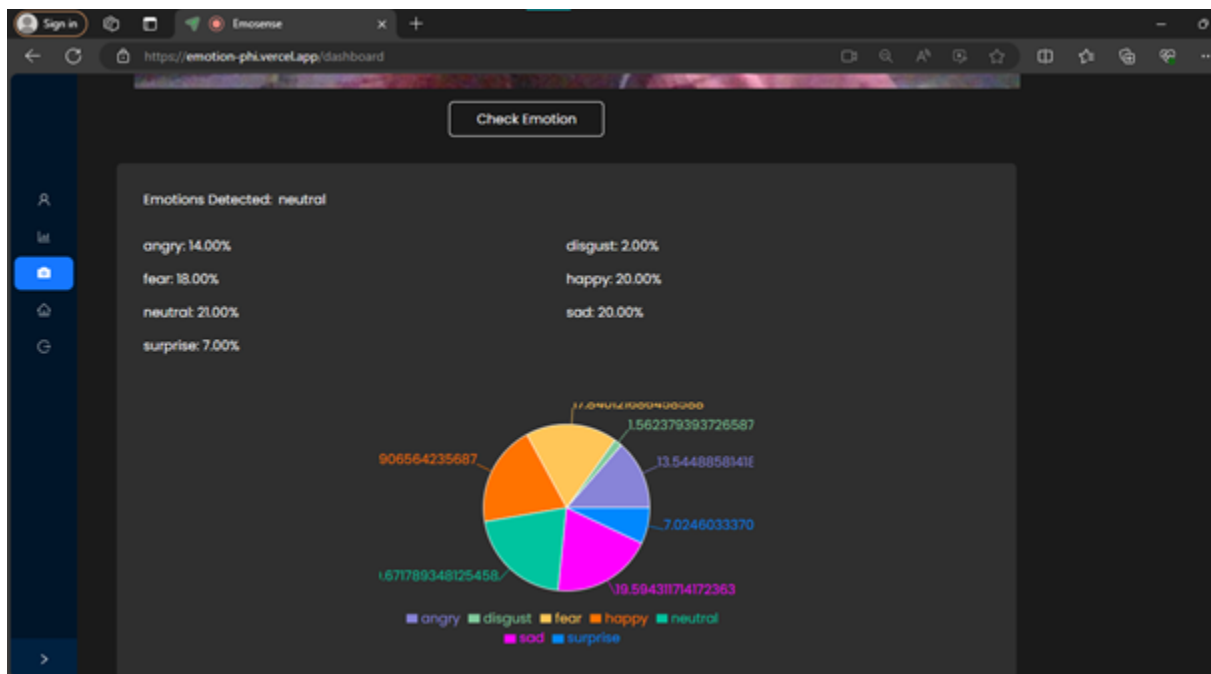 Sign in
Emosense
https://emotion-phi.vercel.app/dashboard
Check Emotion
Emotions Detected: neutral
angry: 14.00%
disgust: 2.00%
fear: 18.00%
happy: 20.00%
neutral: 21.00%
sad: 20.00%
surprise: 7.00%
1.562379393726587
906564235687
13.544885814
7.0246033370
.671789348125458
19.594311714172363
angry disgust fear happy neutral
sad surprise